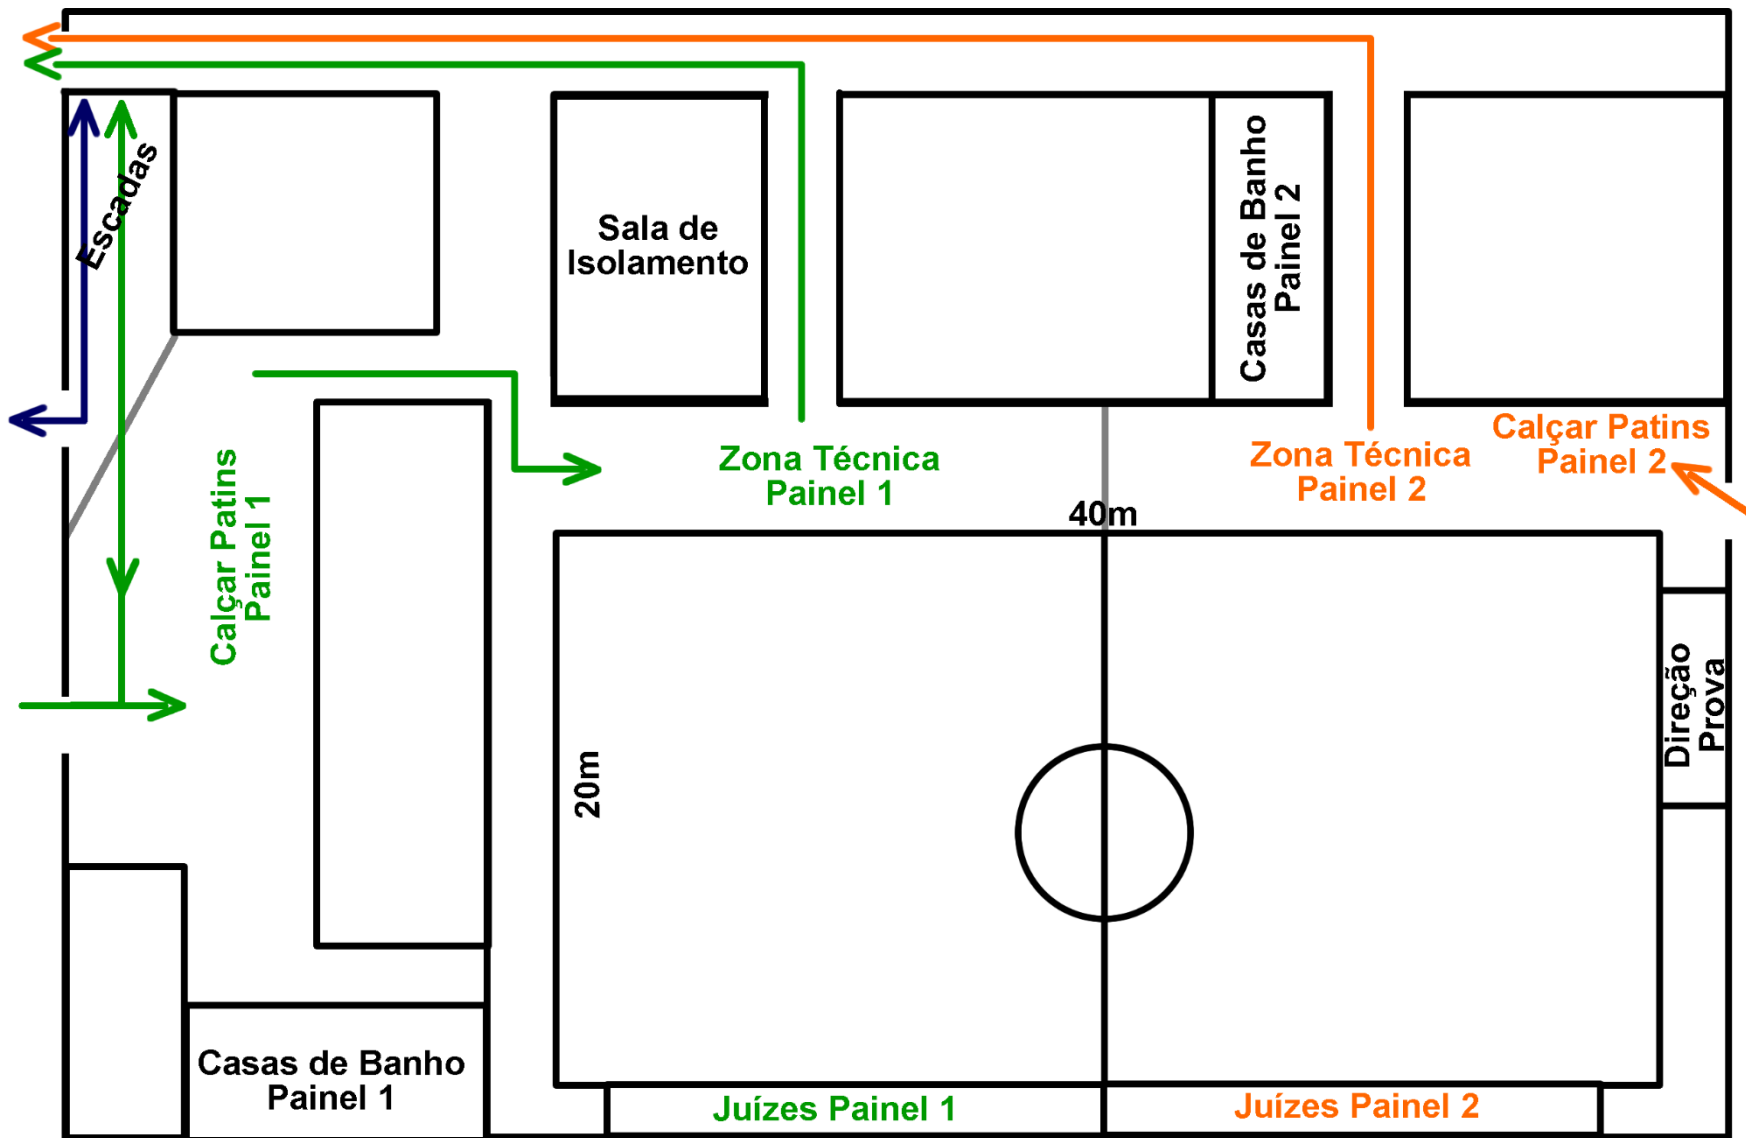 Escadas
Sala de
Isolamento
Casas de Banho
Painel 2
Calçar Patins
Painel 2
Zona Técnica
Painel 1
Zona Técnica
Painel 2
Calçar Patins
Painel 1
40m
20m
Direção
Prova
Casas de Banho
Painel 1
Juízes Painel 1
Juízes Painel 2